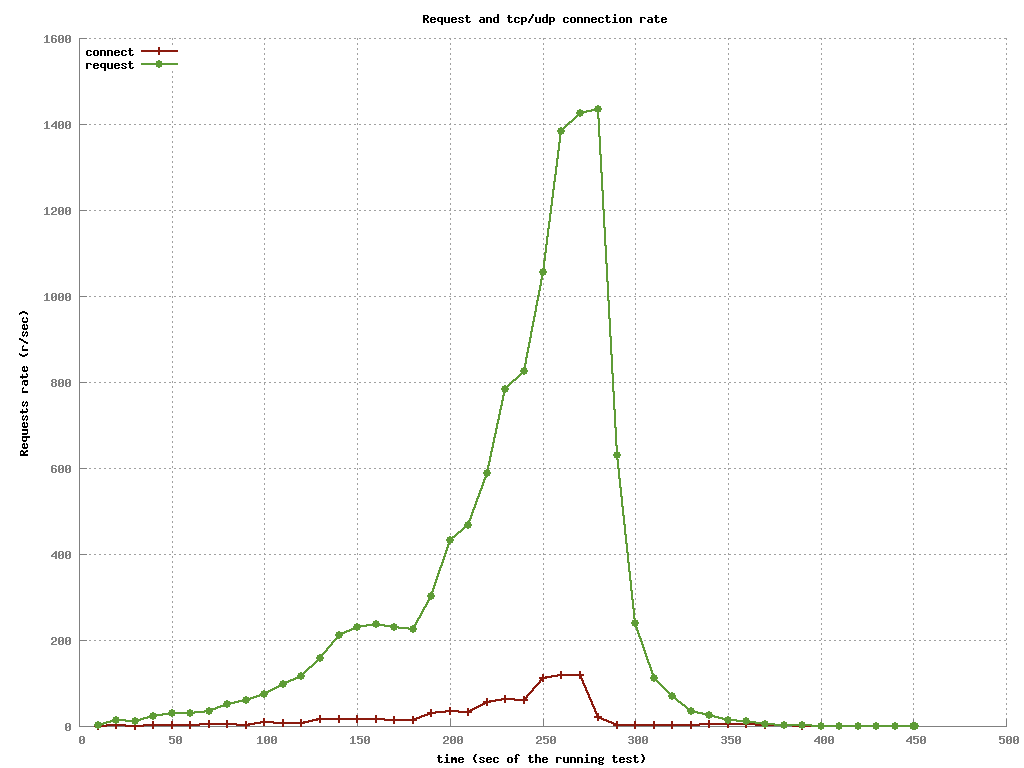 Request and tcp/udp connection rate
connect
request
1600
1400
1200
1000
800
600
400
200
0
Requests rate (r/sec)
0 50 100 150 200 250 300 350 400 450 500
time (sec of the running test)